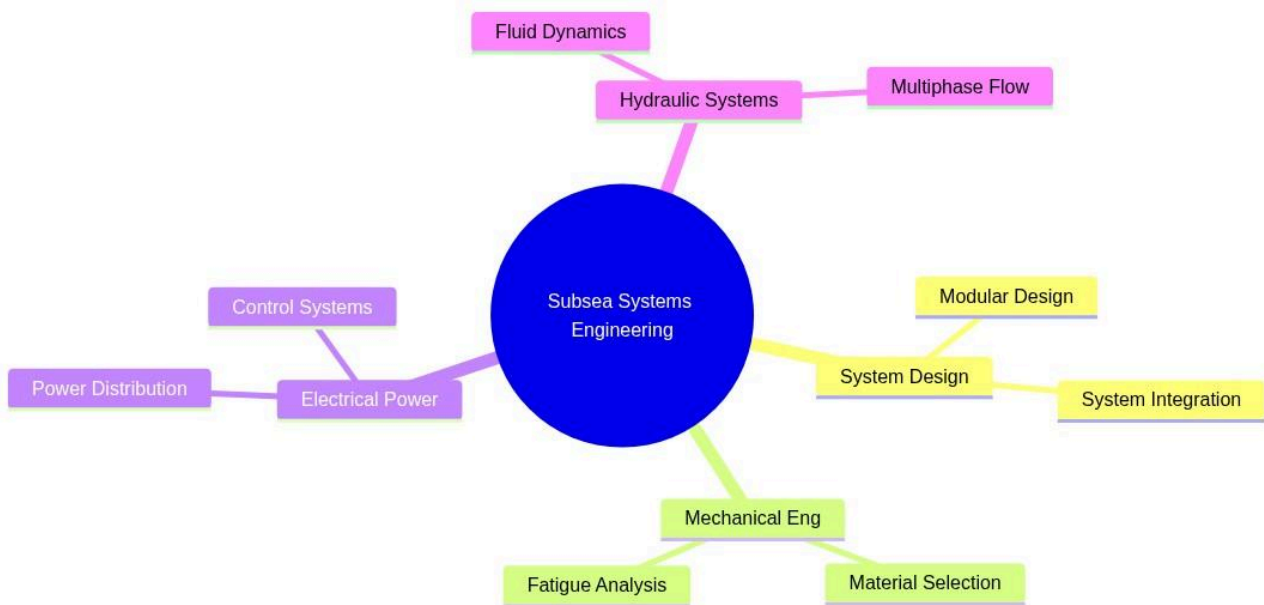 Fluid Dynamics
Hydraulic Systems
Multiphase Flow
Subsea Systems
Engineering
Control Systems
Power Distribution
Electrical Power
Modular Design
System Design
System Integration
Mechanical Eng
Fatigue Analysis
Material Selection